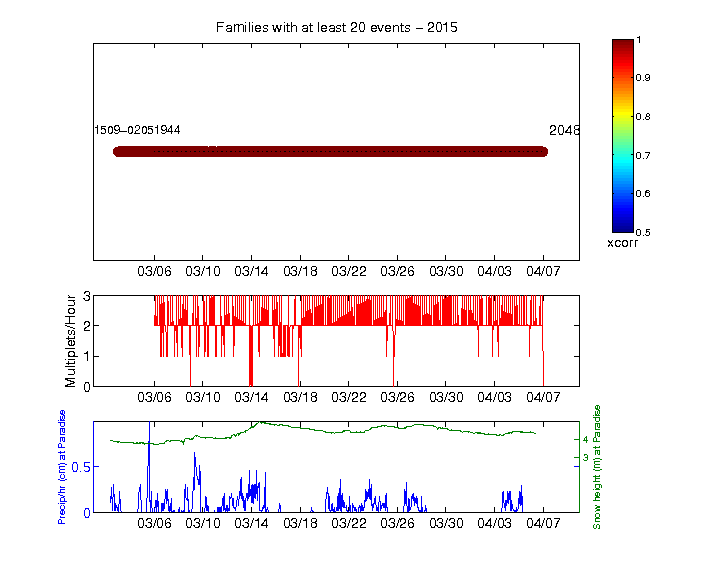 Families with at least 20 events − 2015
1509−02051944
2048
03/06 03/10 03/14 03/18 03/22 03/26 03/30 04/03 04/07
1
0.9
0.8
0.7
0.6
0.5
xcorr
Multiplets/Hour
3
2
1
0
03/06 03/10 03/14 03/18 03/22 03/26 03/30 04/03 04/07
Precip/hr (cm) at Paradise
0.5
0
03/06 03/10 03/14 03/18 03/22 03/26 03/30 04/03 04/07
4
3
Snow height (m) at Paradise